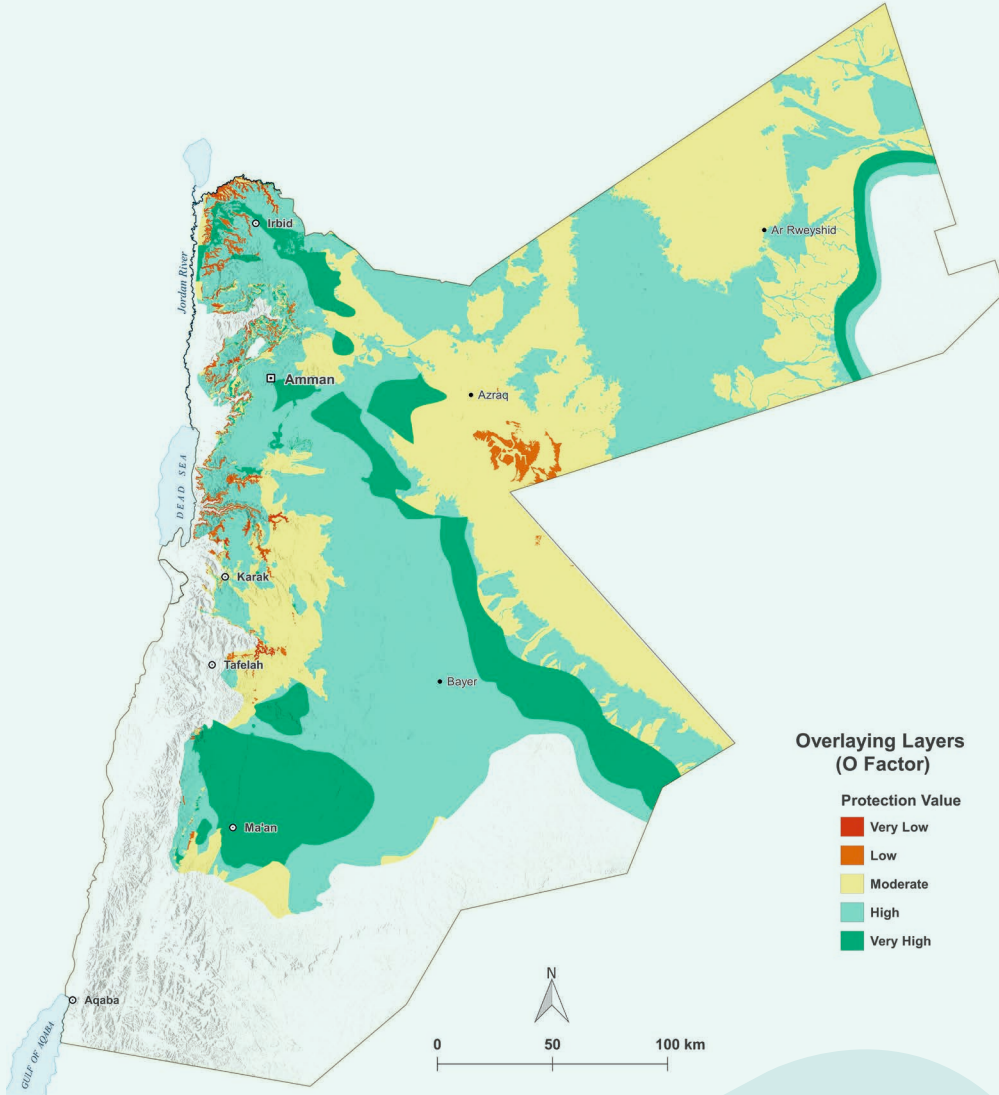 Irbid
Jordan River
Ar Rweyshid
Amman
Azraq
DEAD SEA
Karak
Tafelah
Bayer
Ma'an
Aqaba
GULF OF AQABA
Overlaying Layers
(O Factor)
Protection Value
Very Low
Low
Moderate
High
Very High
N
0 50 100 km